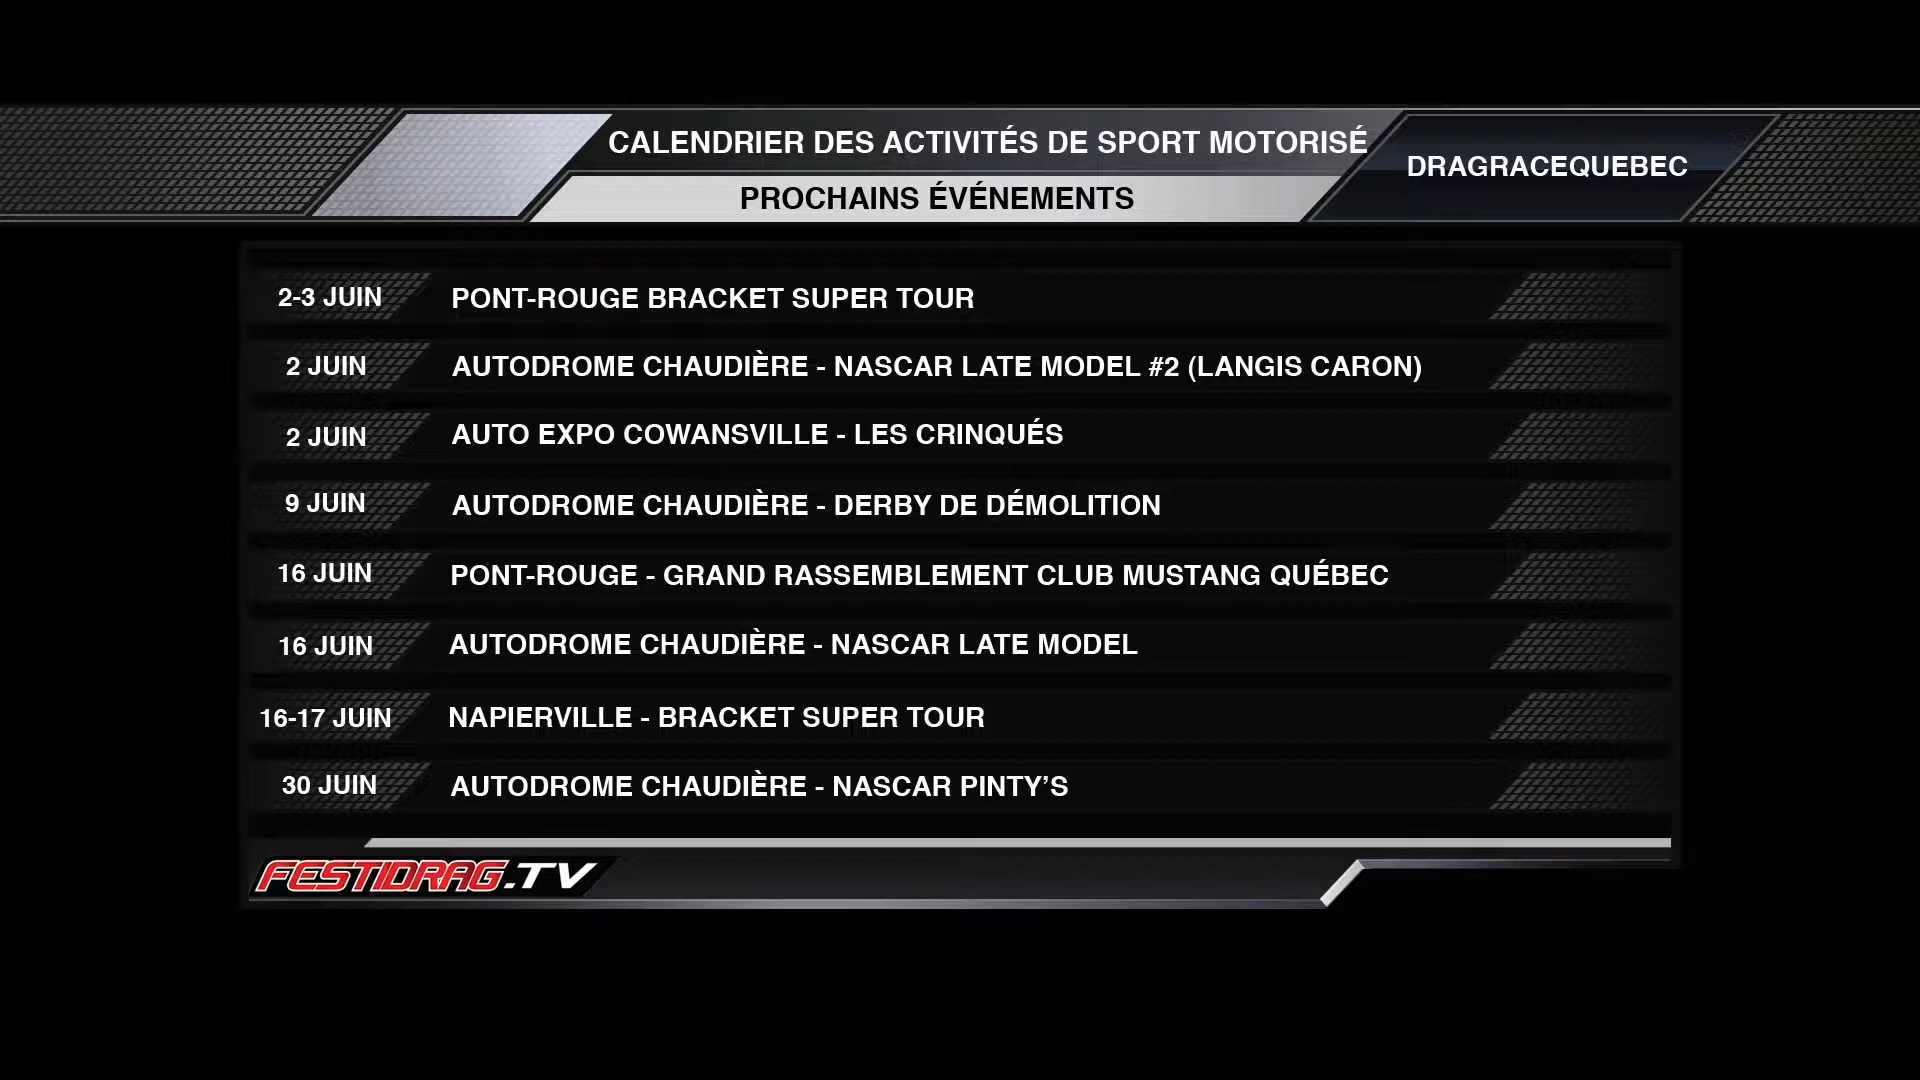 CALENDRIER DES ACTIVITÉS DE SPORT MOTORISÉ
PROCHAINS ÉVÉNEMENTS
DRAGRACEQUEBEC
2-3 JUIN PONT-ROUGE BRACKET SUPER TOUR
2 JUIN AUTODROME CHAUDIÈRE - NASCAR LATE MODEL #2 (LANGIS CARON)
2 JUIN AUTO EXPO COWANSVILLE - LES CRINQUÉS
9 JUIN AUTODROME CHAUDIÈRE - DERBY DE DÉMOLITION
16 JUIN PONT-ROUGE - GRAND RASSEMBLEMENT CLUB MUSTANG QUÉBEC
16 JUIN AUTODROME CHAUDIÈRE - NASCAR LATE MODEL
16-17 JUIN NAPIERVILLE - BRACKET SUPER TOUR
30 JUIN AUTODROME CHAUDIÈRE - NASCAR PINTY’S
FESTIDRAG.TV